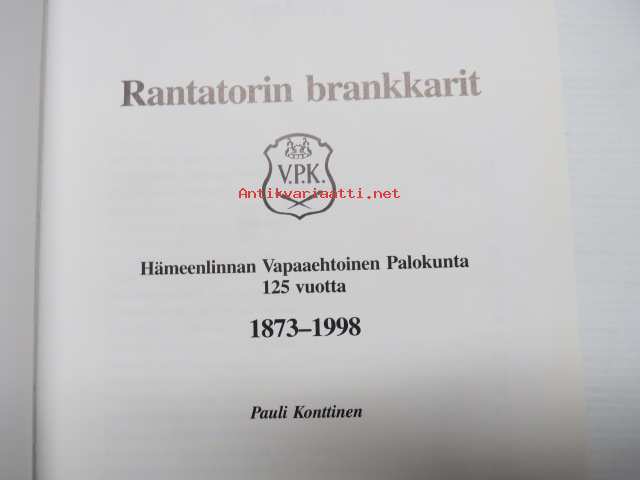 Rantatorin brankkarit
V.P.K.
Antikvariaatti.net
Hämeenlinnan Vapaaehtoinen Palokunta
125 vuotta
1873–1998
Pauli Konttinen